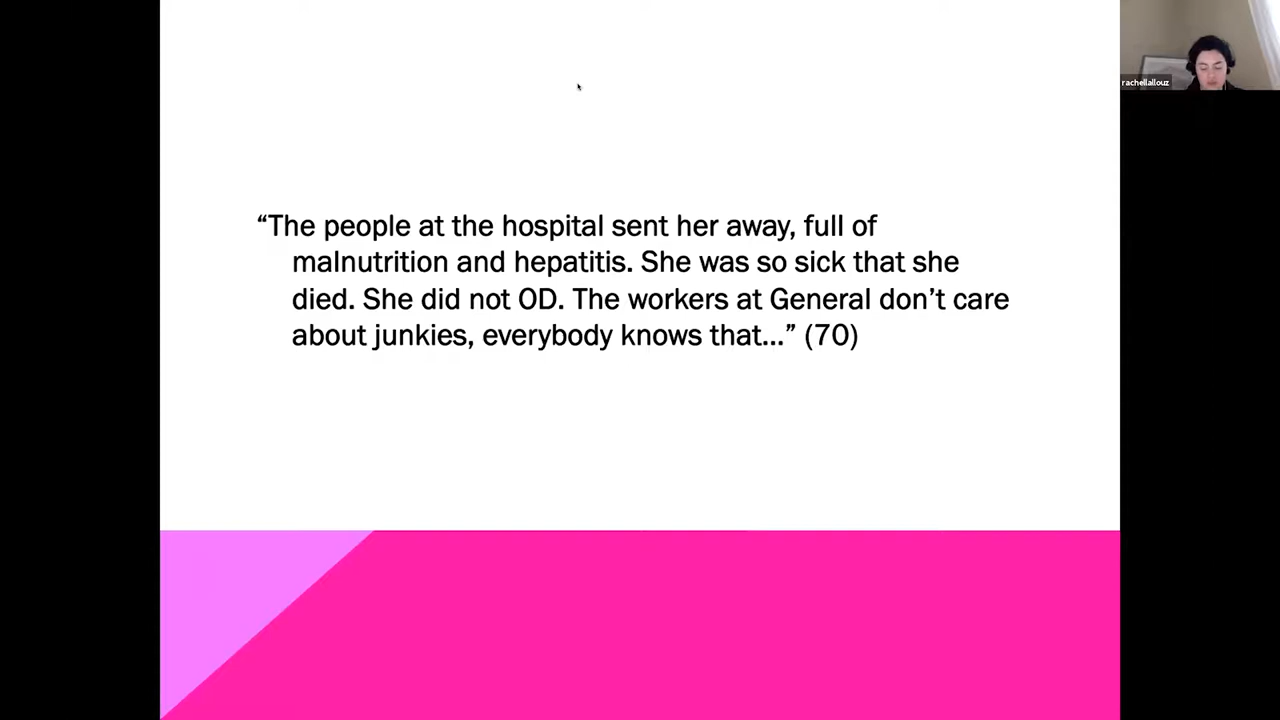 rachellallouz
“The people at the hospital sent her away, full of
malnutrition and hepatitis. She was so sick that she
died. She did not OD. The workers at General don’t care
about junkies, everybody knows that...” (70)